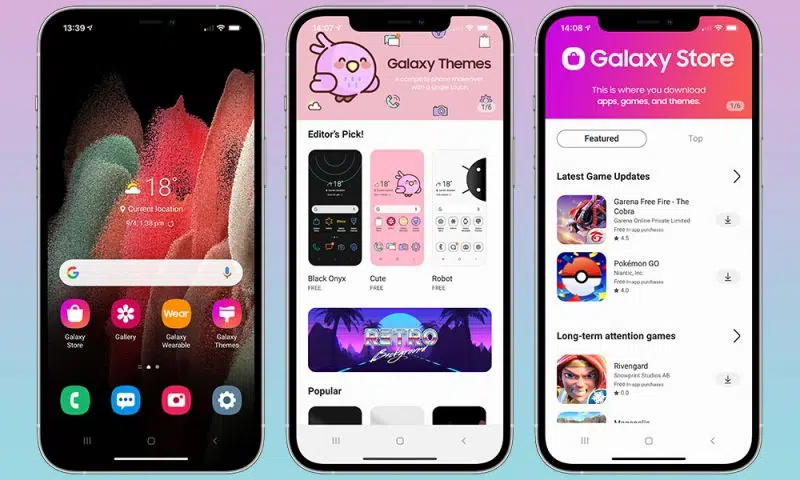 13:39
18°
Current location
9/4, 1:38 pm
Wear
Galaxy
Store
Gallery
Galaxy
Wearable
Galaxy
Themes
14:07
Galaxy Themes
A complete phone makeover
with a single touch.
1/6
Editor's Pick!
18°
18°
18°
Black Onyx
FREE
Cute
FREE
Robot
FREE
RETRO
Background
Popular
14:08
Galaxy Store
This is where you download
apps, games, and themes.
1/6
Featured
Top
Latest Game Updates
Garena Free Fire - The
Cobra
Garena Online Private Limited
Free In app purchases
★ 4.5
Pokémon GO
Niantic, Inc.
Free In app purchases
★ 4.0
Long-term attention games
Rivengard
Snowprint Studios AB
Free In app purchases
★ 0.0